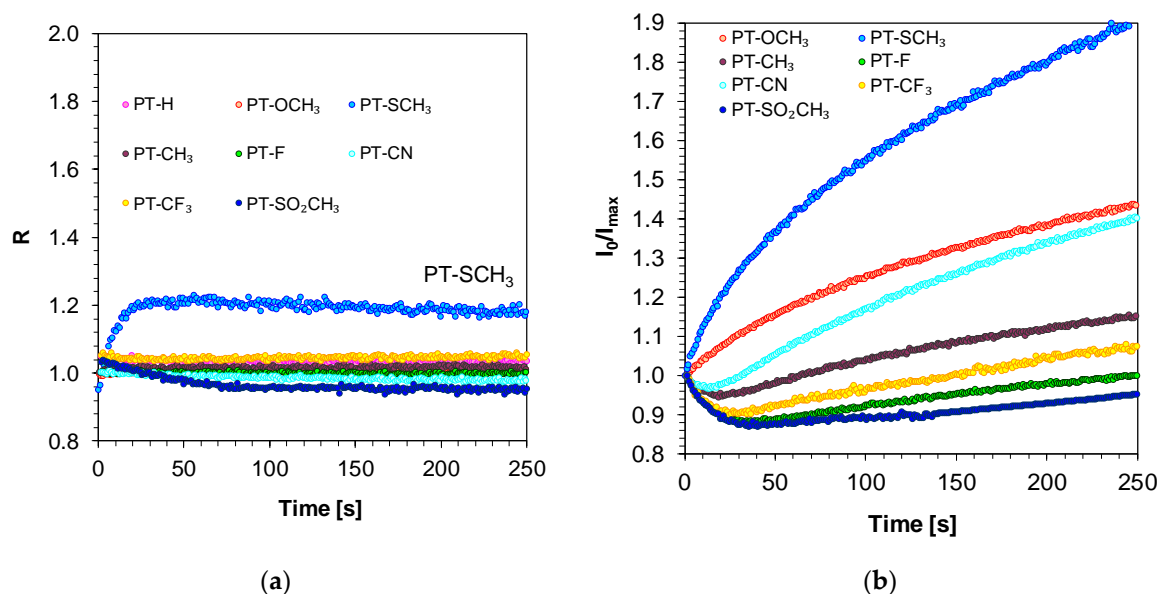 2.0
1.8
1.6
1.4
1.2
1.0
0.8
R
PT-H PT-OCH₃ PT-SCH₃
PT-CH₃ PT-F PT-CN
PT-CF₃ PT-SO₂CH₃
PT-SCH₃
0 50 100 150 200 250
Time [s]
(a)
1.9
1.8
1.7
1.6
1.5
1.4
1.3
1.2
1.1
1.0
0.9
0.8
I₀/Iₘₐₓ
PT-OCH₃ PT-SCH₃
PT-CH₃ PT-F
PT-CN PT-CF₃
PT-SO₂CH₃
0 50 100 150 200 250
Time [s]
(b)